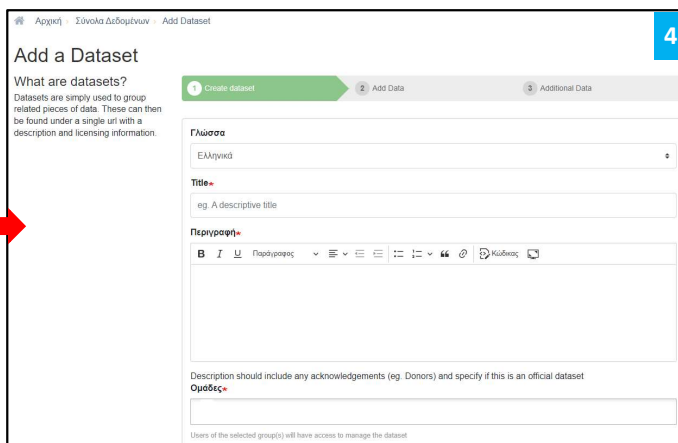 Αρχική Σύνολα Δεδομένων Add Dataset
4
Add a Dataset
What are datasets?
Datasets are simply used to group
related pieces of data. These can then
be found under a single url with a
description and licensing information.
1 Create dataset 2 Add Data 3 Additional Data
Γλώσσα
Ελληνικά
Title*
eg. A descriptive title
Περιγραφή*
B I U Παράγραφος Κώδικας
Description should include any acknowledgements (eg. Donors) and specify if this is an official dataset
Ομάδες*
Users of the selected group(s) will have access to manage the dataset